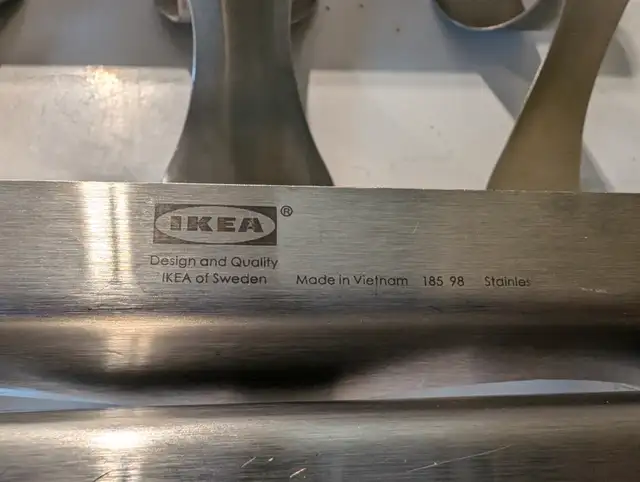 IKEA®
Design and Quality
IKEA of Sweden Made in Vietnam 185 98 Stainles